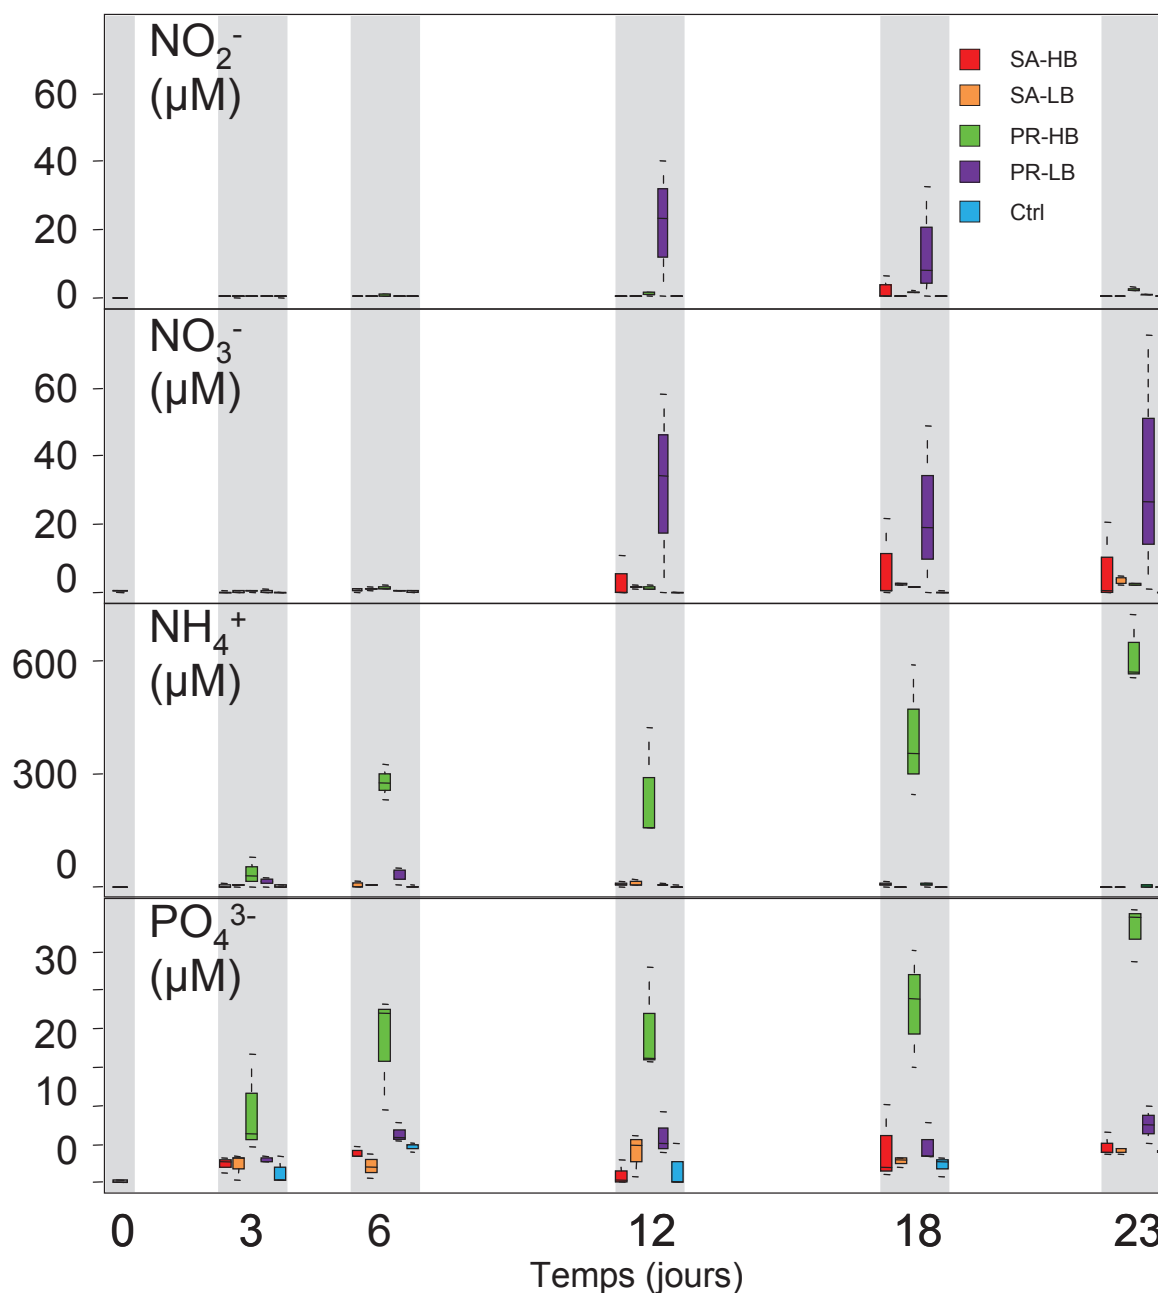 NO₂⁻
(µM)
60
40
20
0
SA-HB
SA-LB
PR-HB
PR-LB
Ctrl
NO₃⁻
(µM)
60
40
20
0
NH₄⁺
(µM)
600
300
0
PO₄³⁻
(µM)
30
20
10
0
0 3 6 12 18 23
Temps (jours)